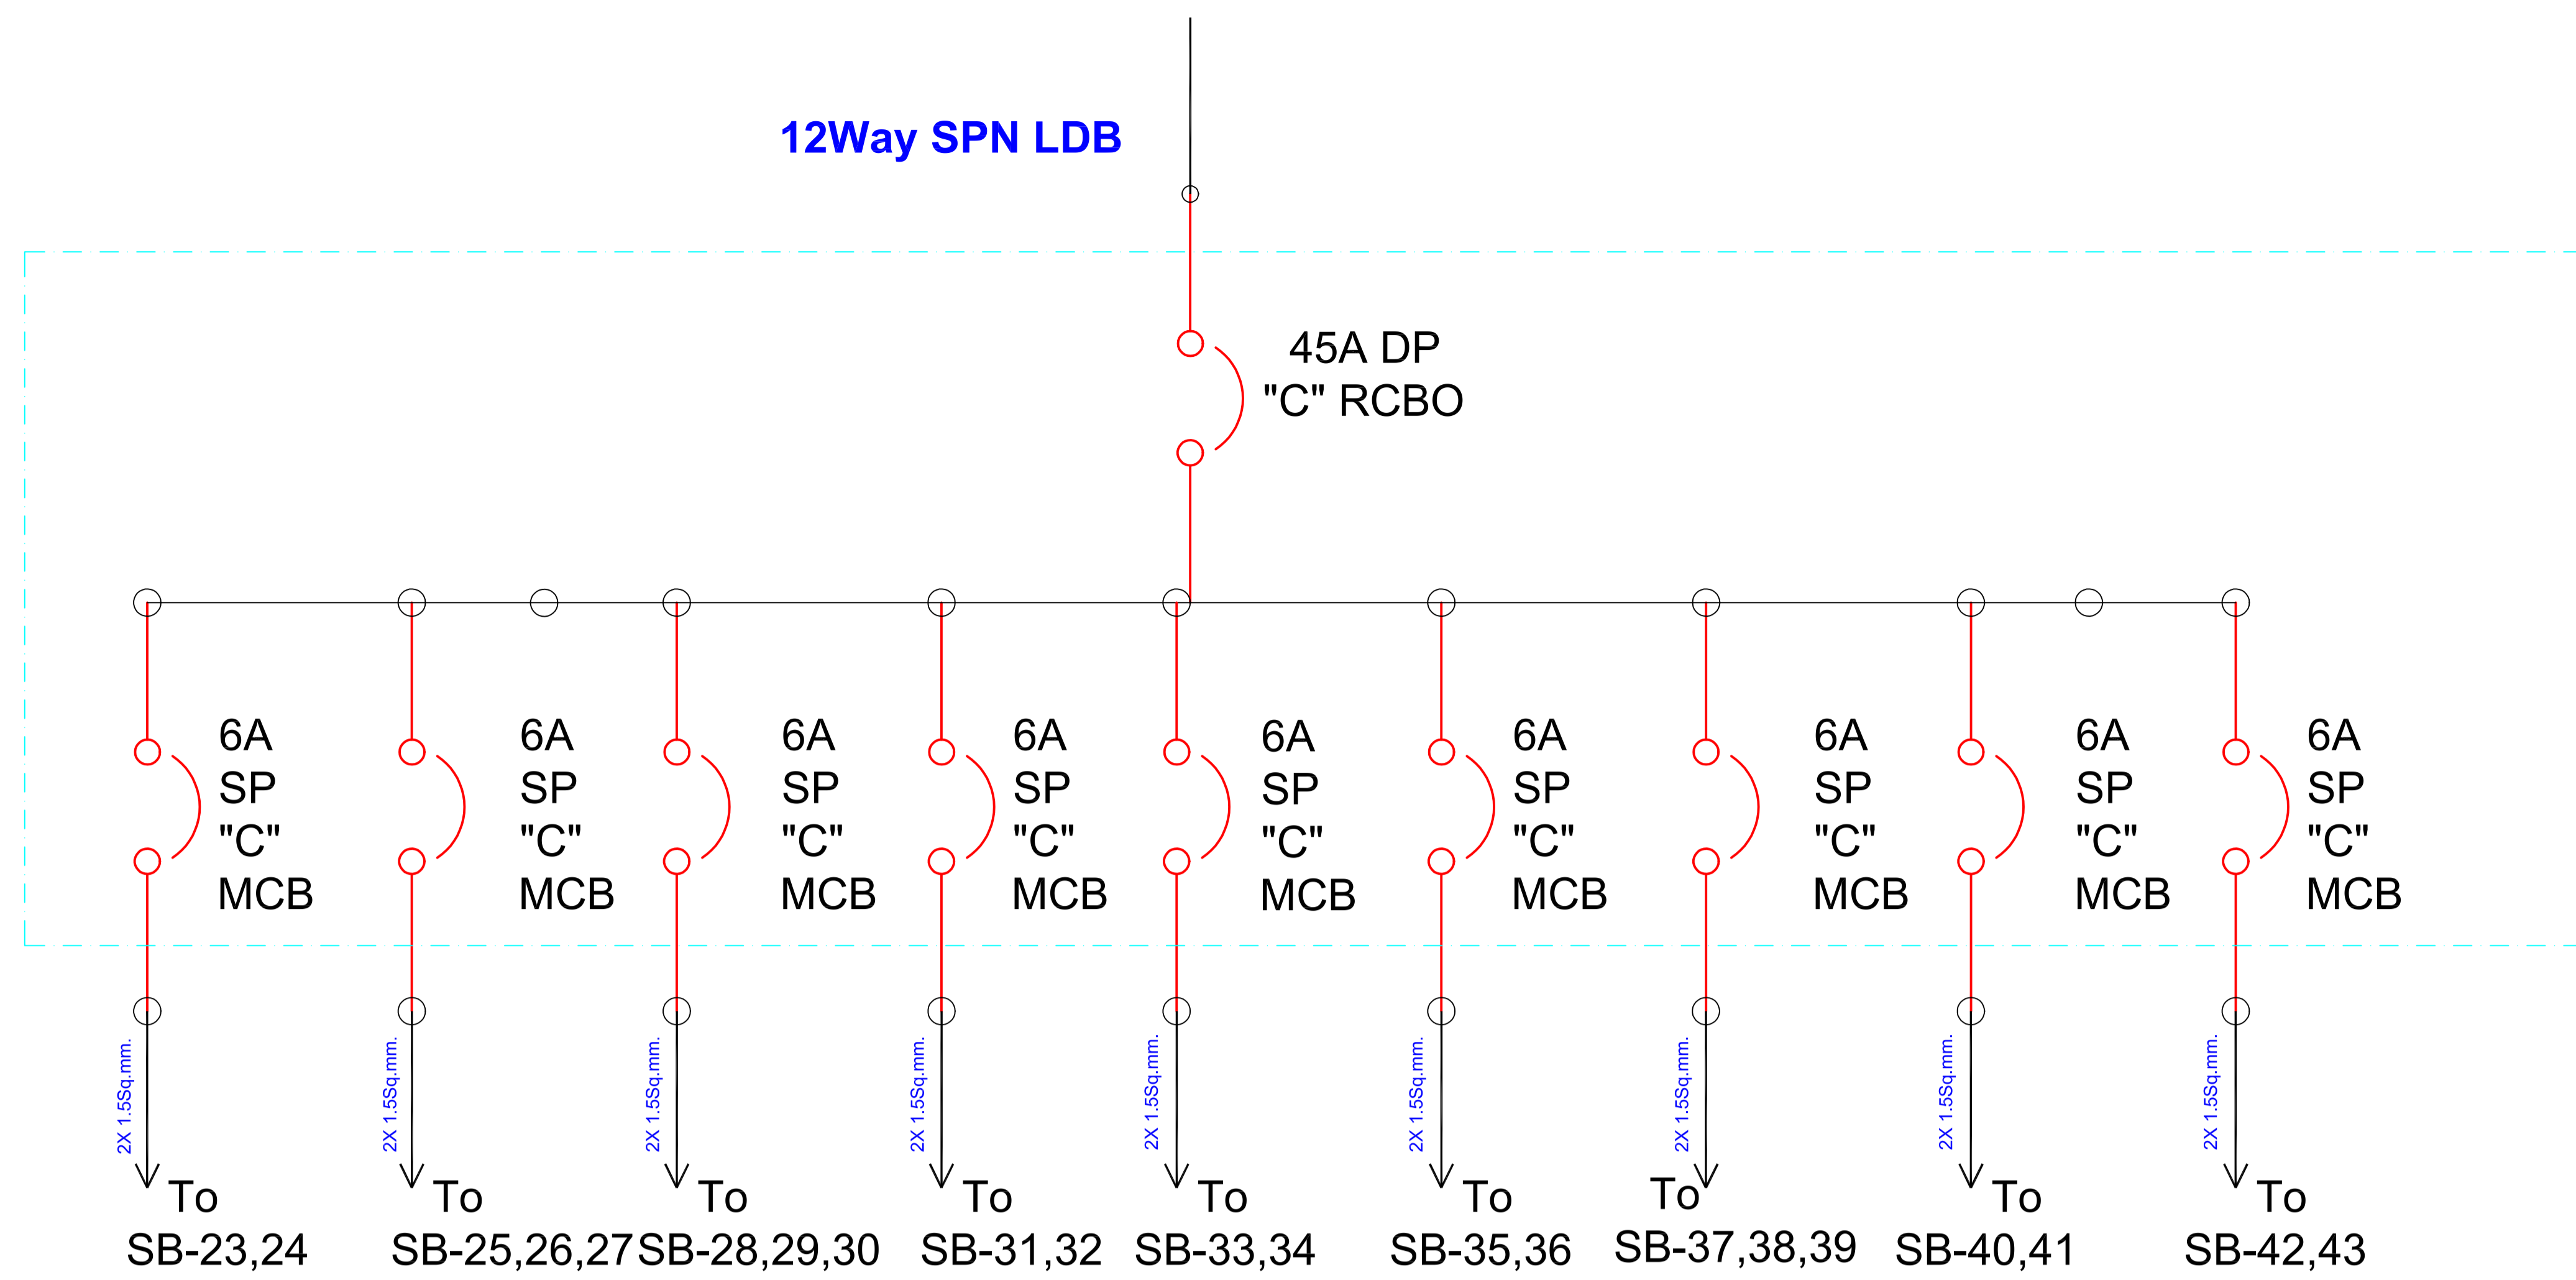 12Way SPN LDB
45A DP
"C" RCBO
6A
SP
"C"
MCB
6A
SP
"C"
MCB
6A
SP
"C"
MCB
6A
SP
"C"
MCB
6A
SP
"C"
MCB
6A
SP
"C"
MCB
6A
SP
"C"
MCB
6A
SP
"C"
MCB
6A
SP
"C"
MCB
2X 1.5Sq.mm.
2X 1.5Sq.mm.
2X 1.5Sq.mm.
2X 1.5Sq.mm.
2X 1.5Sq.mm.
2X 1.5Sq.mm.
2X 1.5Sq.mm.
2X 1.5Sq.mm.
2X 1.5Sq.mm.
To
SB-23,24
To
SB-25,26,27
To
SB-28,29,30
To
SB-31,32
To
SB-33,34
To
SB-35,36
To
SB-37,38,39
To
SB-40,41
To
SB-42,43